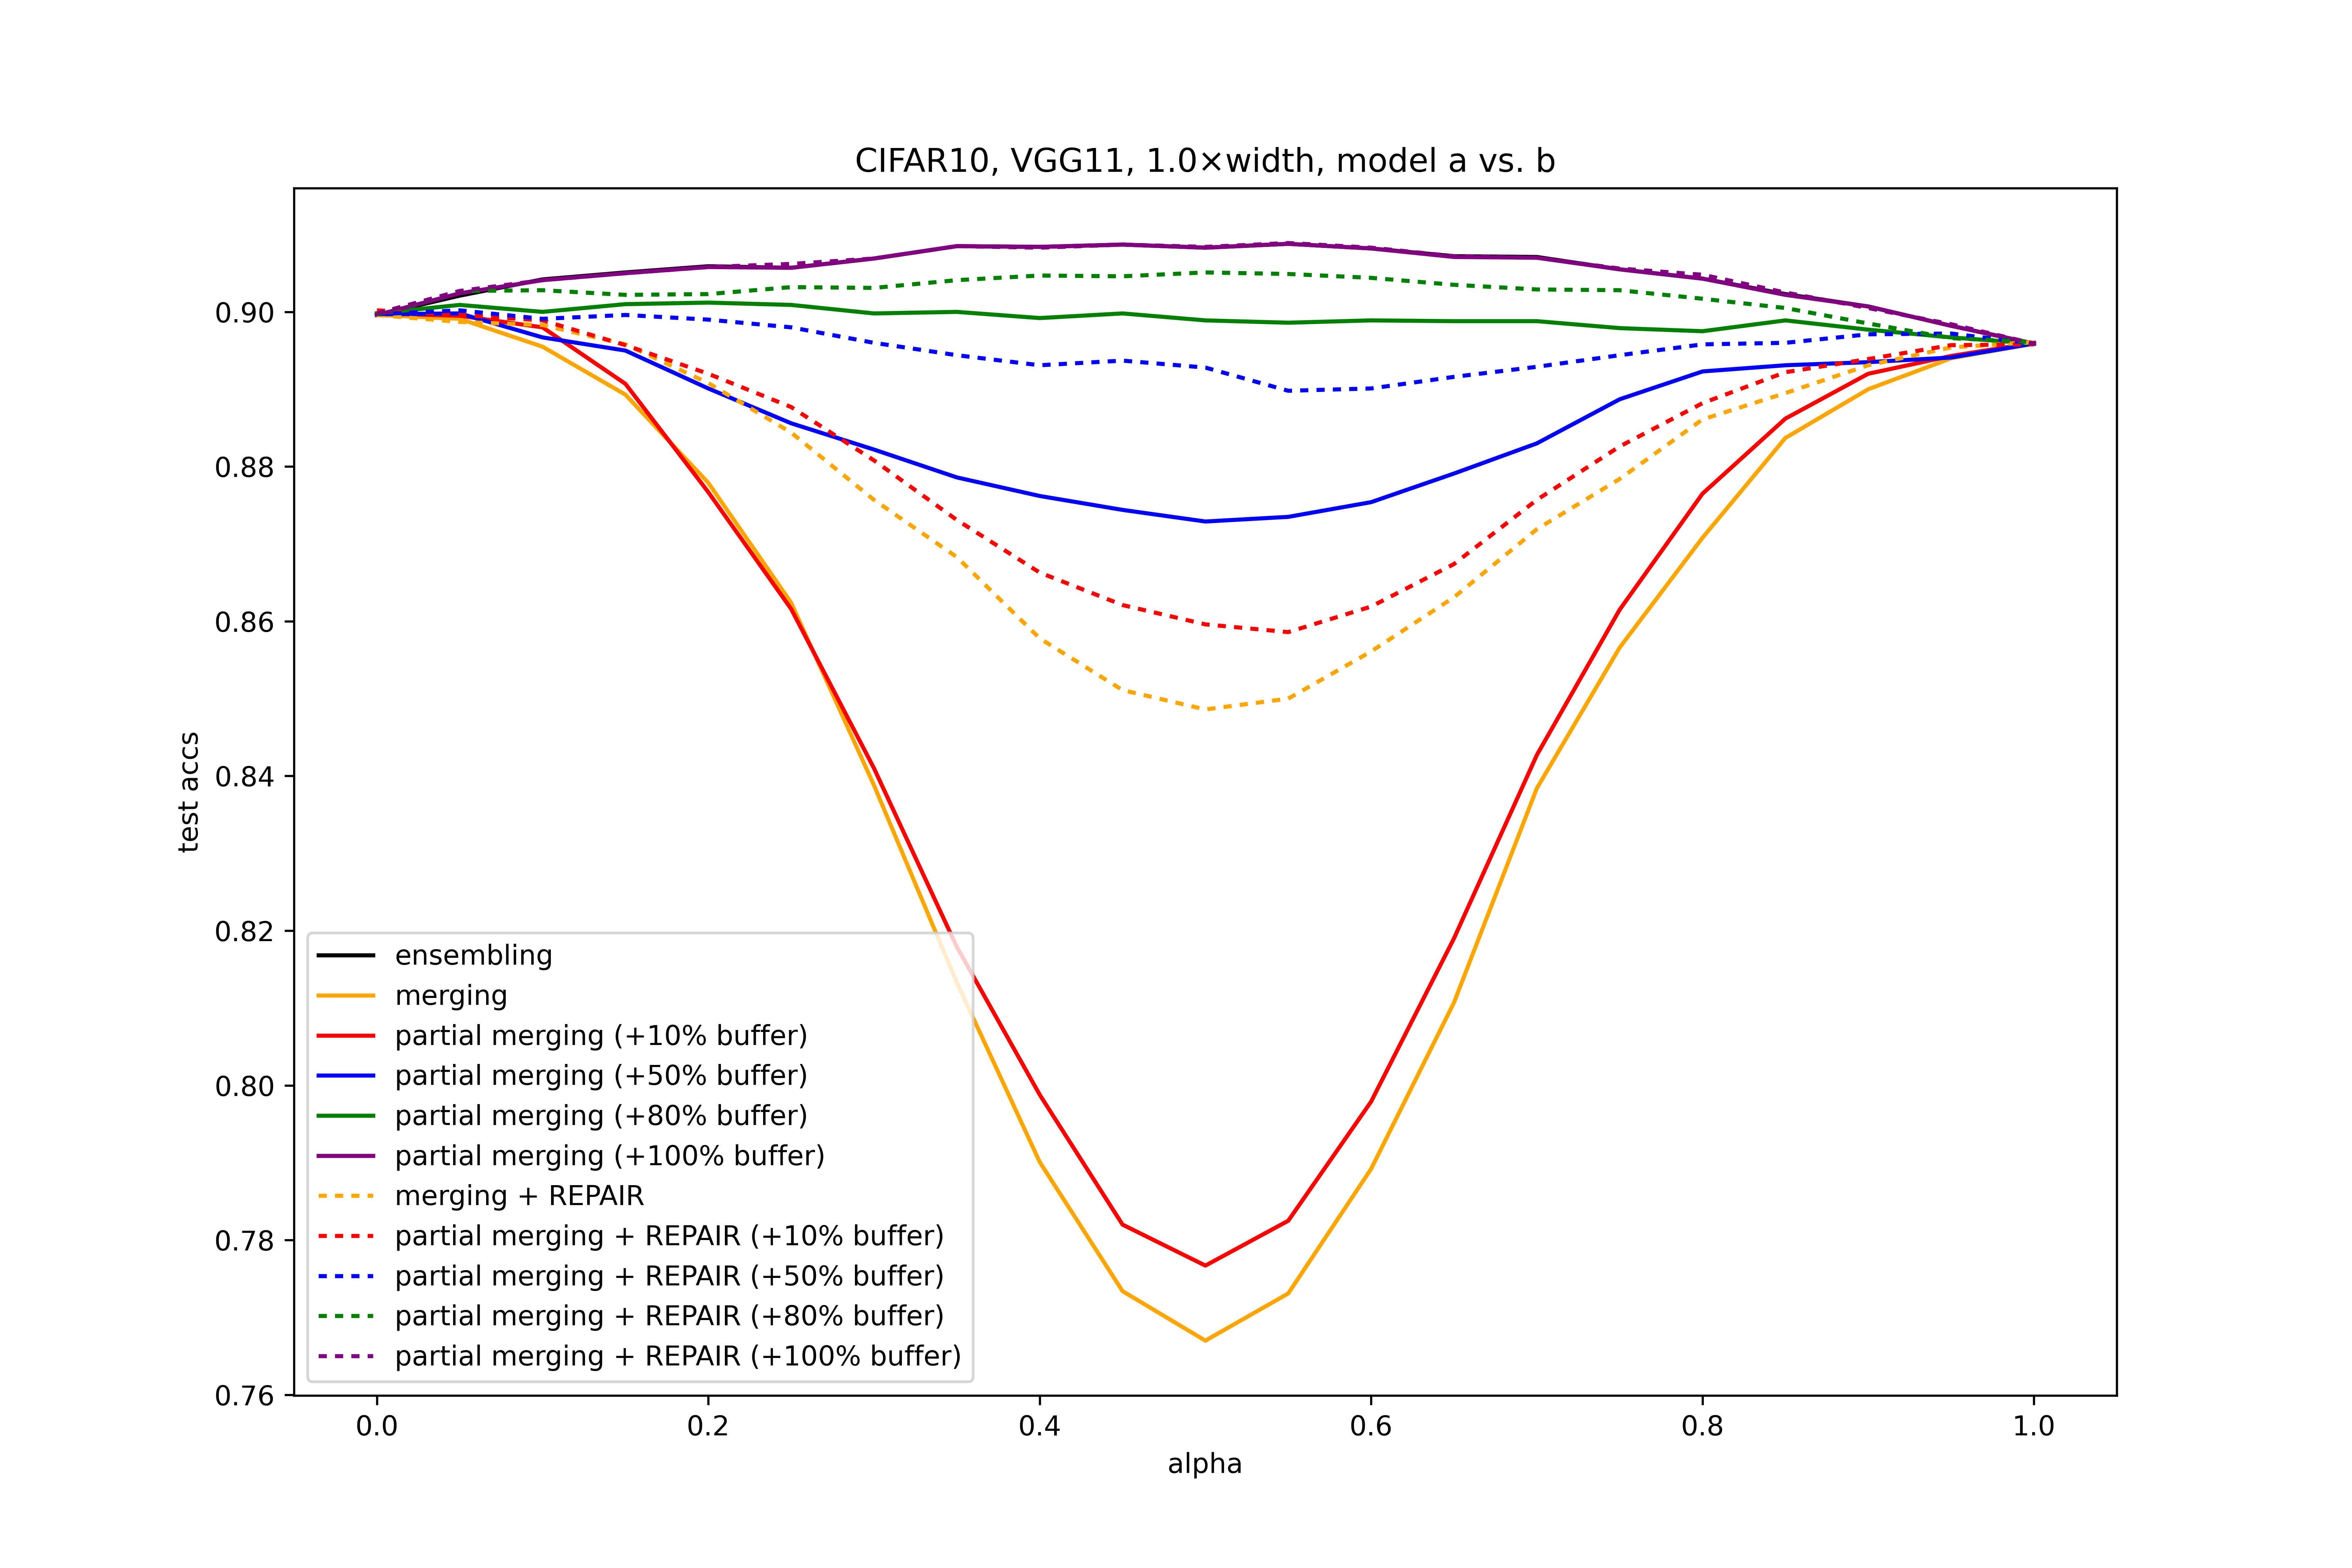 CIFAR10, VGG11, 1.0×width, model a vs. b
test accs
0.90
0.88
0.86
0.84
0.82
0.80
0.78
0.76
ensembling
merging
partial merging (+10% buffer)
partial merging (+50% buffer)
partial merging (+80% buffer)
partial merging (+100% buffer)
merging + REPAIR
partial merging + REPAIR (+10% buffer)
partial merging + REPAIR (+50% buffer)
partial merging + REPAIR (+80% buffer)
partial merging + REPAIR (+100% buffer)
0.0 0.2 0.4 0.6 0.8 1.0
alpha